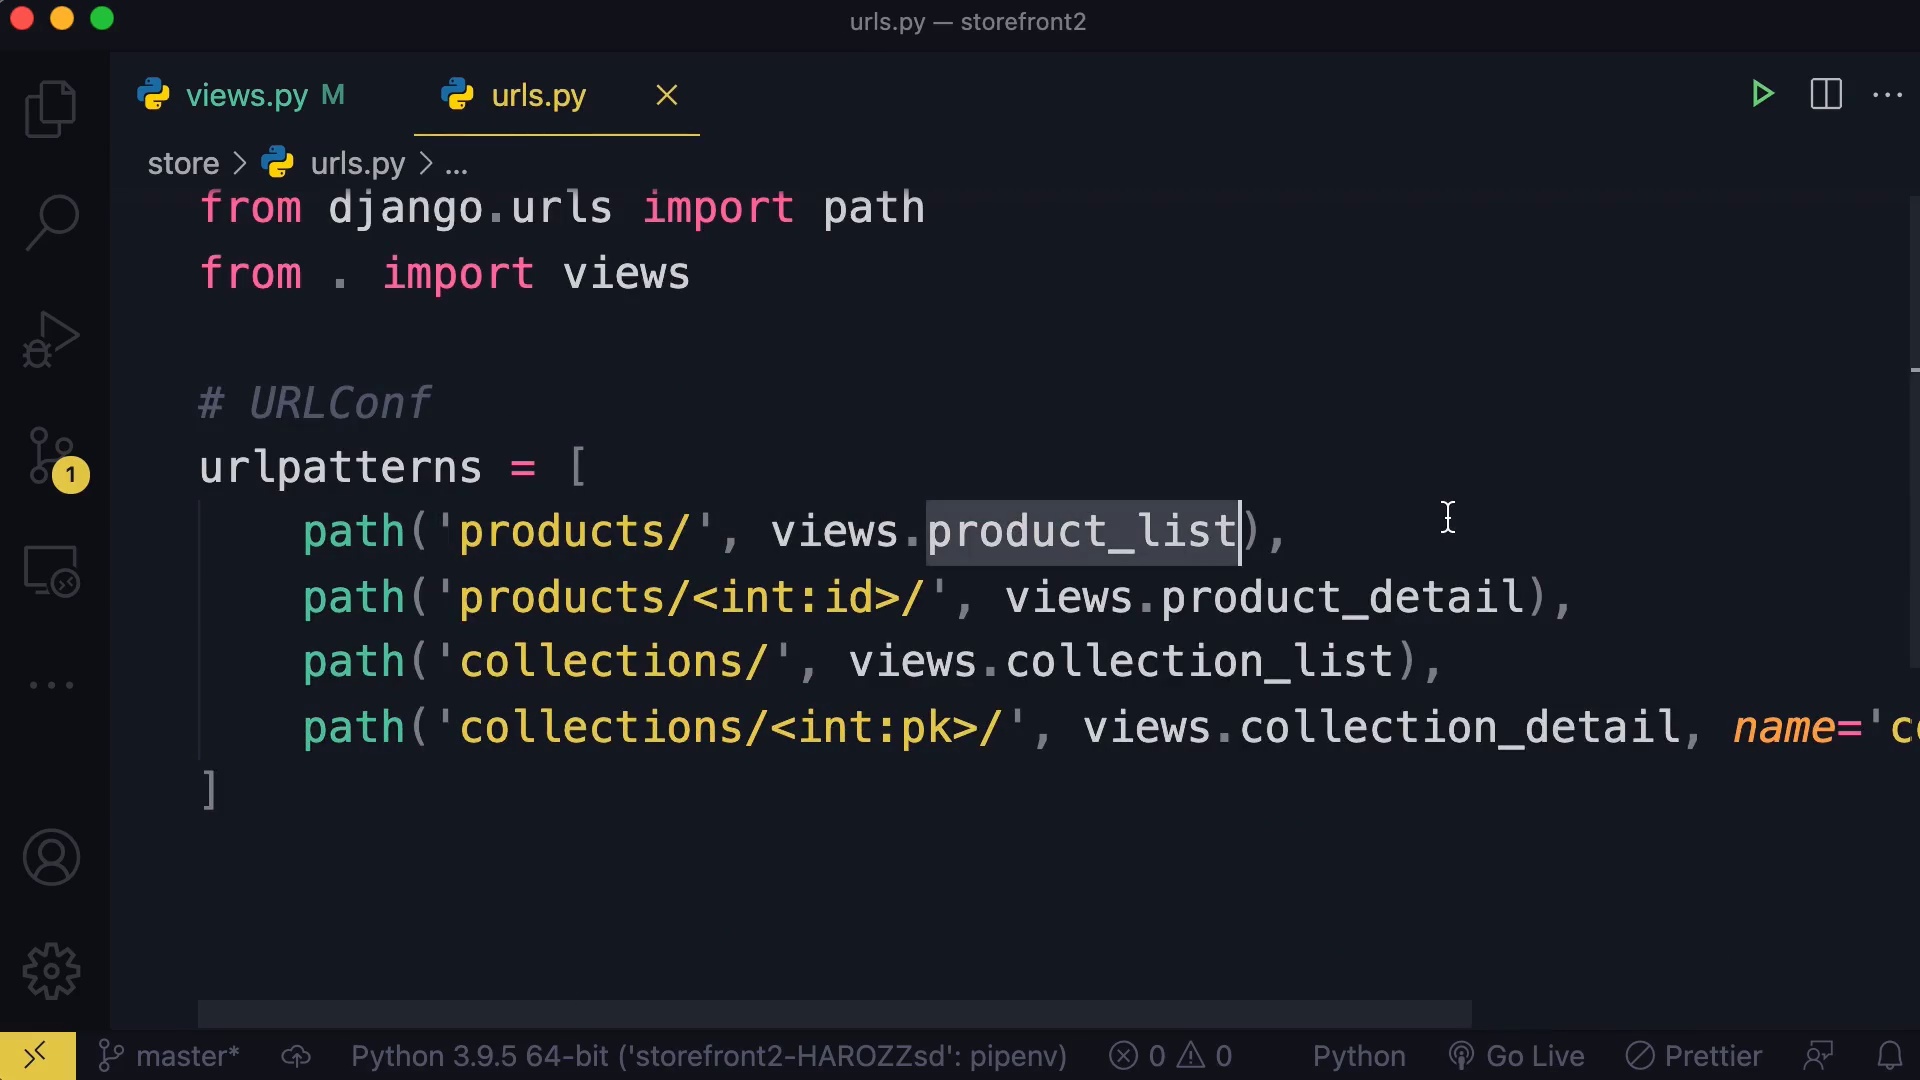 urls.py — storefront2
views.py M urls.py
store > urls.py > ...
from django.urls import path
from . import views
# URLConf
urlpatterns = [
path('products/', views.product_list),
path('products/<int:id>/', views.product_detail),
path('collections/', views.collection_list),
path('collections/<int:pk>/', views.collection_detail, name='c
]
1
master* Python 3.9.5 64-bit ('storefront2-HAROZZsd': pipenv) 0 0 Python Go Live Prettier